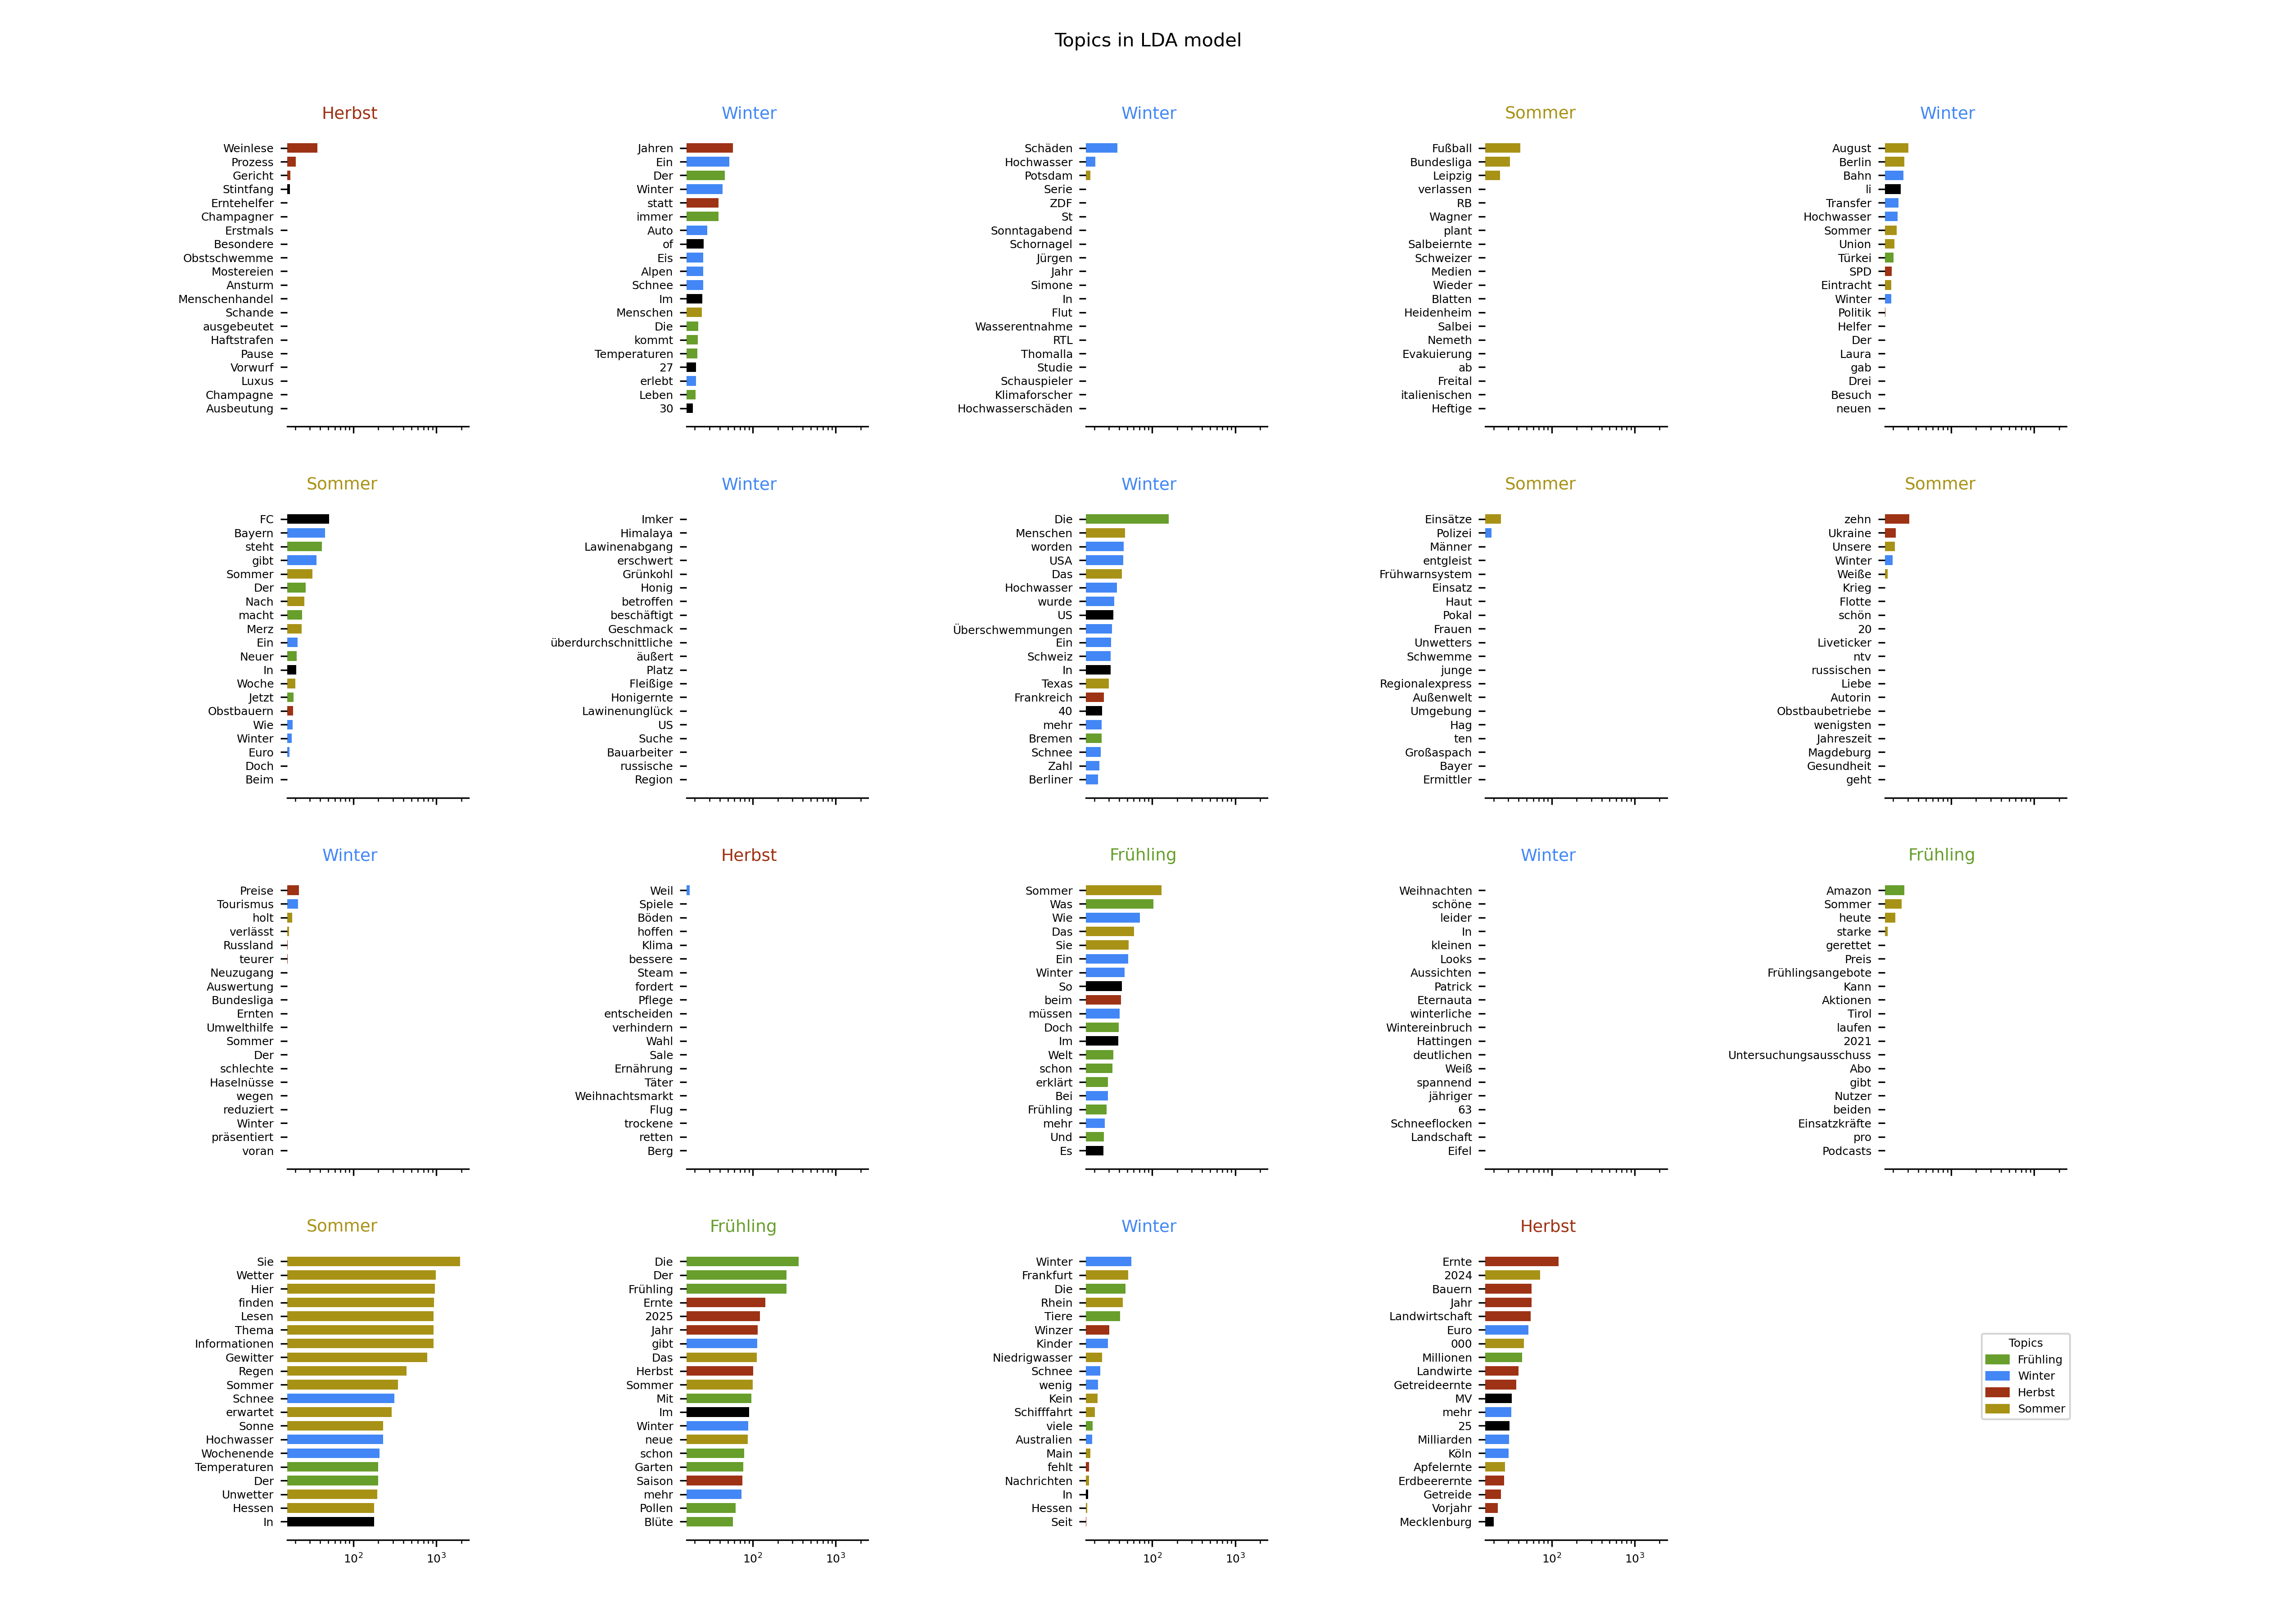 Topics in LDA model
Herbst
Weinlese
Prozess
Gericht
Stintfang
Erntehelfer
Champagner
Erstmals
Besondere
Obstschwemme
Mostereien
Ansturm
Menschenhandel
Schande
ausgebeutet
Haftstrafen
Pause
Vorwurf
Luxus
Champagne
Ausbeutung
Winter
Jahren
Ein
Der
Winter
statt
immer
Auto
of
Eis
Alpen
Schnee
Im
Menschen
Die
kommt
Temperaturen
27
erlebt
Leben
30
Winter
Schäden
Hochwasser
Potsdam
Serie
ZDF
St
Sonntagabend
Schornagel
Jürgen
Jahr
Simone
In
Flut
Wasserentnahme
RTL
Thomalla
Studie
Schauspieler
Klimaforscher
Hochwasserschäden
Sommer
Fußball
Bundesliga
Leipzig
verlassen
RB
Wagner
plant
Salbeiernte
Schweizer
Medien
Wieder
Blatten
Heidenheim
Salbei
Nemeth
Evakuierung
ab
Freital
italienischen
Heftige
Winter
August
Berlin
Bahn
li
Transfer
Hochwasser
Sommer
Union
Türkei
SPD
Eintracht
Winter
Politik
Helfer
Der
Laura
gab
Drei
Besuch
neuen
Sommer
FC
Bayern
steht
gibt
Sommer
Der
Nach
macht
Merz
Ein
Neuer
In
Woche
Jetzt
Obstbauern
Wie
Winter
Euro
Doch
Beim
Winter
Imker
Himalaya
Lawinenabgang
erschwert
Grünkohl
Honig
betroffen
beschäftigt
Geschmack
überdurchschnittliche
äußert
Platz
Fleißige
Honigernte
Lawinenunglück
US
Suche
Bauarbeiter
russische
Region
Winter
Die
Menschen
worden
USA
Das
Hochwasser
wurde
US
Überschwemmungen
Ein
Schweiz
In
Texas
Frankreich
40
mehr
Bremen
Schnee
Zahl
Berliner
Sommer
Einsätze
Polizei
Männer
entgleist
Frühwarnsystem
Einsatz
Haut
Pokal
Frauen
Unwetters
Schwemme
junge
Regionalexpress
Außenwelt
Umgebung
Hag
ten
Großaspach
Bayer
Ermittler
Sommer
zehn
Ukraine
Unsere
Winter
Weiße
Krieg
Flotte
schön
20
Liveticker
ntv
russischen
Liebe
Autorin
Obstbaubetriebe
wenigsten
Jahreszeit
Magdeburg
Gesundheit
geht
Winter
Preise
Tourismus
holt
verlässt
Russland
teurer
Neuzugang
Auswertung
Bundesliga
Ernten
Umwelthilfe
Sommer
Der
schlechte
Haselnüsse
wegen
reduziert
Winter
präsentiert
voran
Herbst
Weil
Spiele
Böden
hoffen
Klima
bessere
Steam
fordert
Pflege
entscheiden
verhindern
Wahl
Sale
Ernährung
Täter
Weihnachtsmarkt
Flug
trockene
retten
Berg
Frühling
Sommer
Was
Wie
Das
Sie
Ein
Winter
So
beim
müssen
Doch
Im
Welt
schon
erklärt
Bei
Frühling
mehr
Und
Es
Winter
Weihnachten
schöne
leider
In
kleinen
Looks
Aussichten
Patrick
Eternauta
winterliche
Wintereinbruch
Hattingen
deutlichen
Weiß
spannend
jähriger
63
Schneeflocken
Landschaft
Eifel
Frühling
Amazon
Sommer
heute
starke
gerettet
Preis
Frühlingsangebote
Kann
Aktionen
Tirol
laufen
2021
Untersuchungsausschuss
Abo
gibt
Nutzer
beiden
Einsatzkräfte
pro
Podcasts
Sommer
Sie
Wetter
Hier
finden
Lesen
Thema
Informationen
Gewitter
Regen
Sommer
Schnee
erwartet
Sonne
Hochwasser
Wochenende
Temperaturen
Der
Unwetter
Hessen
In
10² 10³
Frühling
Die
Der
Frühling
Ernte
2025
Jahr
gibt
Das
Herbst
Sommer
Mit
Im
Winter
neue
schon
Garten
Saison
mehr
Pollen
Blüte
10² 10³
Winter
Winter
Frankfurt
Die
Rhein
Tiere
Winzer
Kinder
Niedrigwasser
Schnee
wenig
Kein
Schifffahrt
viele
Australien
Main
fehlt
Nachrichten
In
Hessen
Seit
10² 10³
Herbst
Ernte
2024
Bauern
Jahr
Landwirtschaft
Euro
000
Millionen
Landwirte
Getreideernte
MV
mehr
25
Milliarden
Köln
Apfelernte
Erdbeerernte
Getreide
Vorjahr
Mecklenburg
10² 10³
Topics
Frühling
Winter
Herbst
Sommer